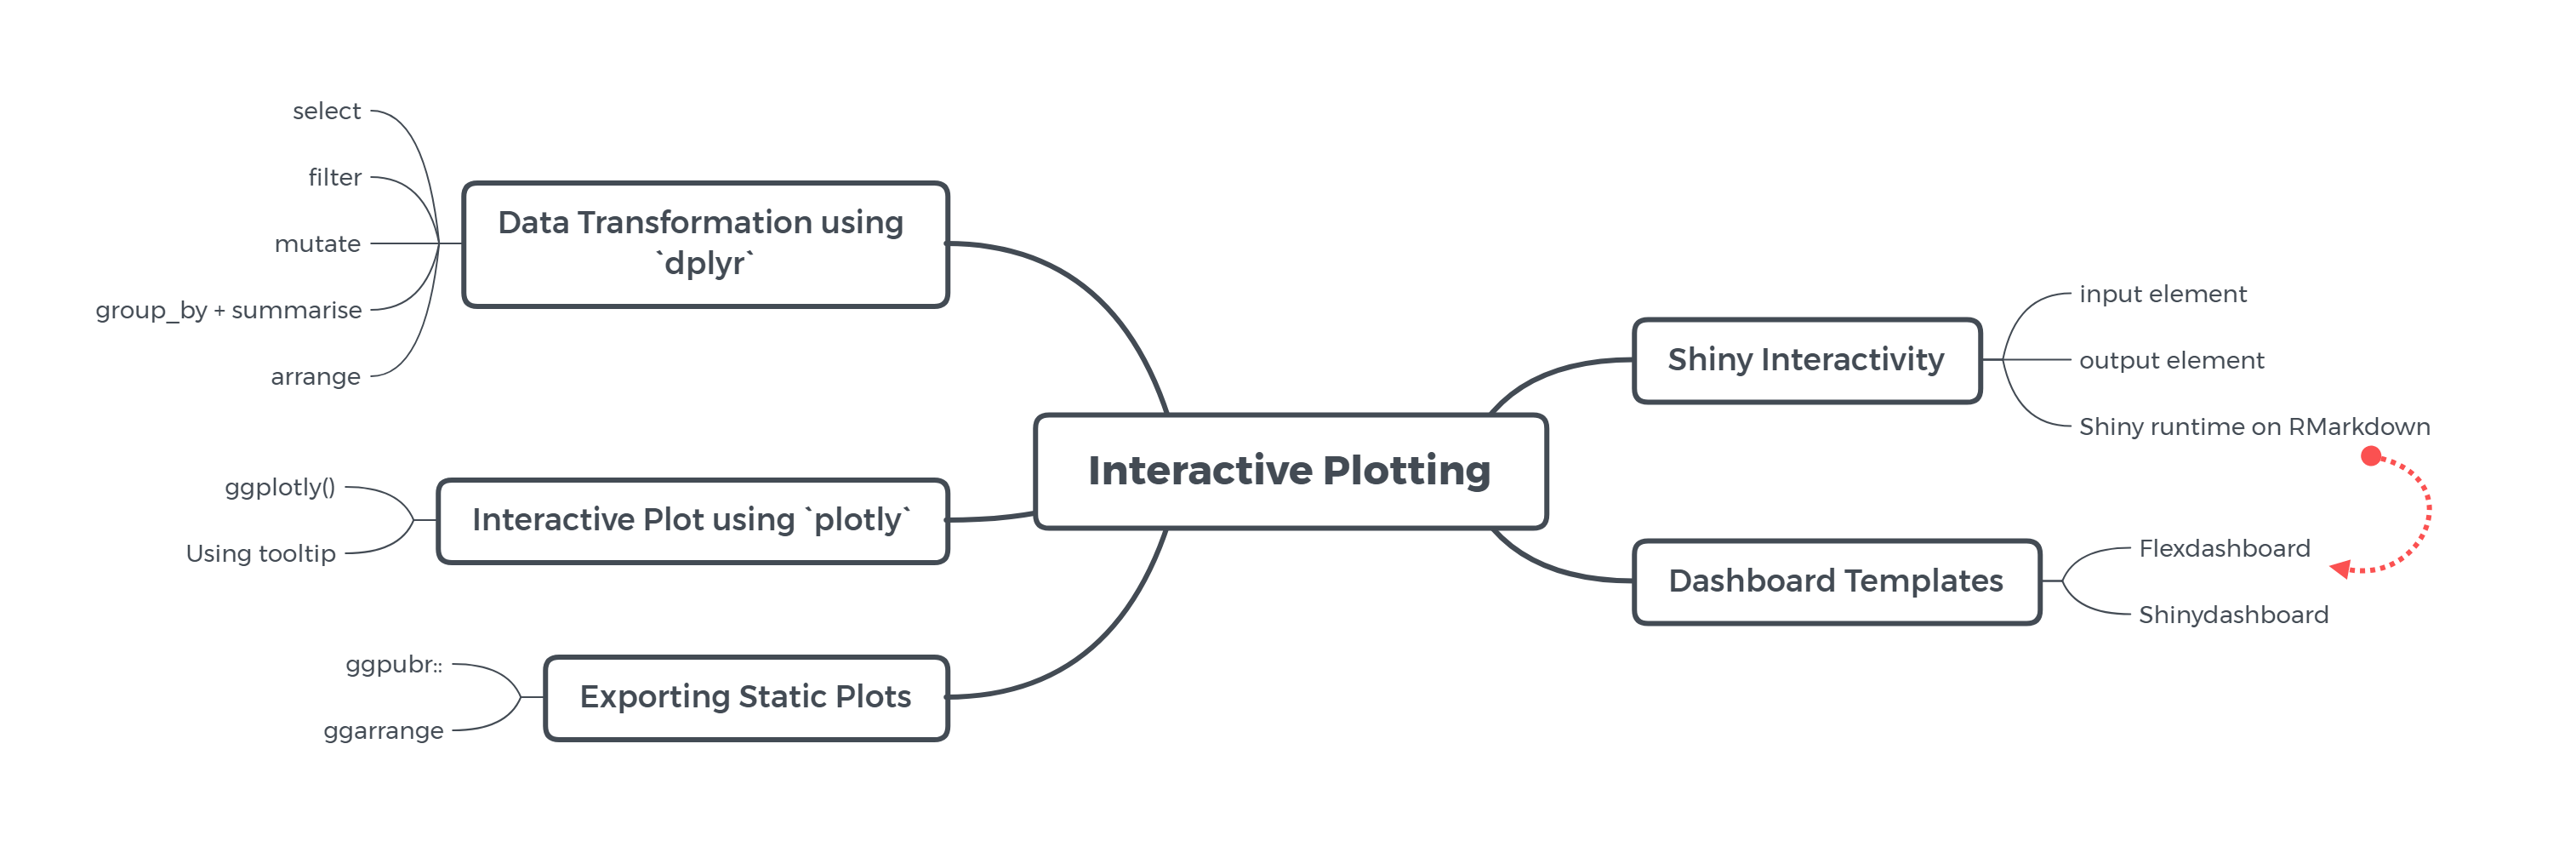 select
filter
mutate
group_by + summarise
arrange
Data Transformation using
`dplyr`
ggplotly()
Using tooltip
Interactive Plot using `plotly`
ggpubr::
ggarrange
Exporting Static Plots
Interactive Plotting
Shiny Interactivity
input element
output element
Shiny runtime on RMarkdown
Dashboard Templates
Flexdashboard
Shinydashboard